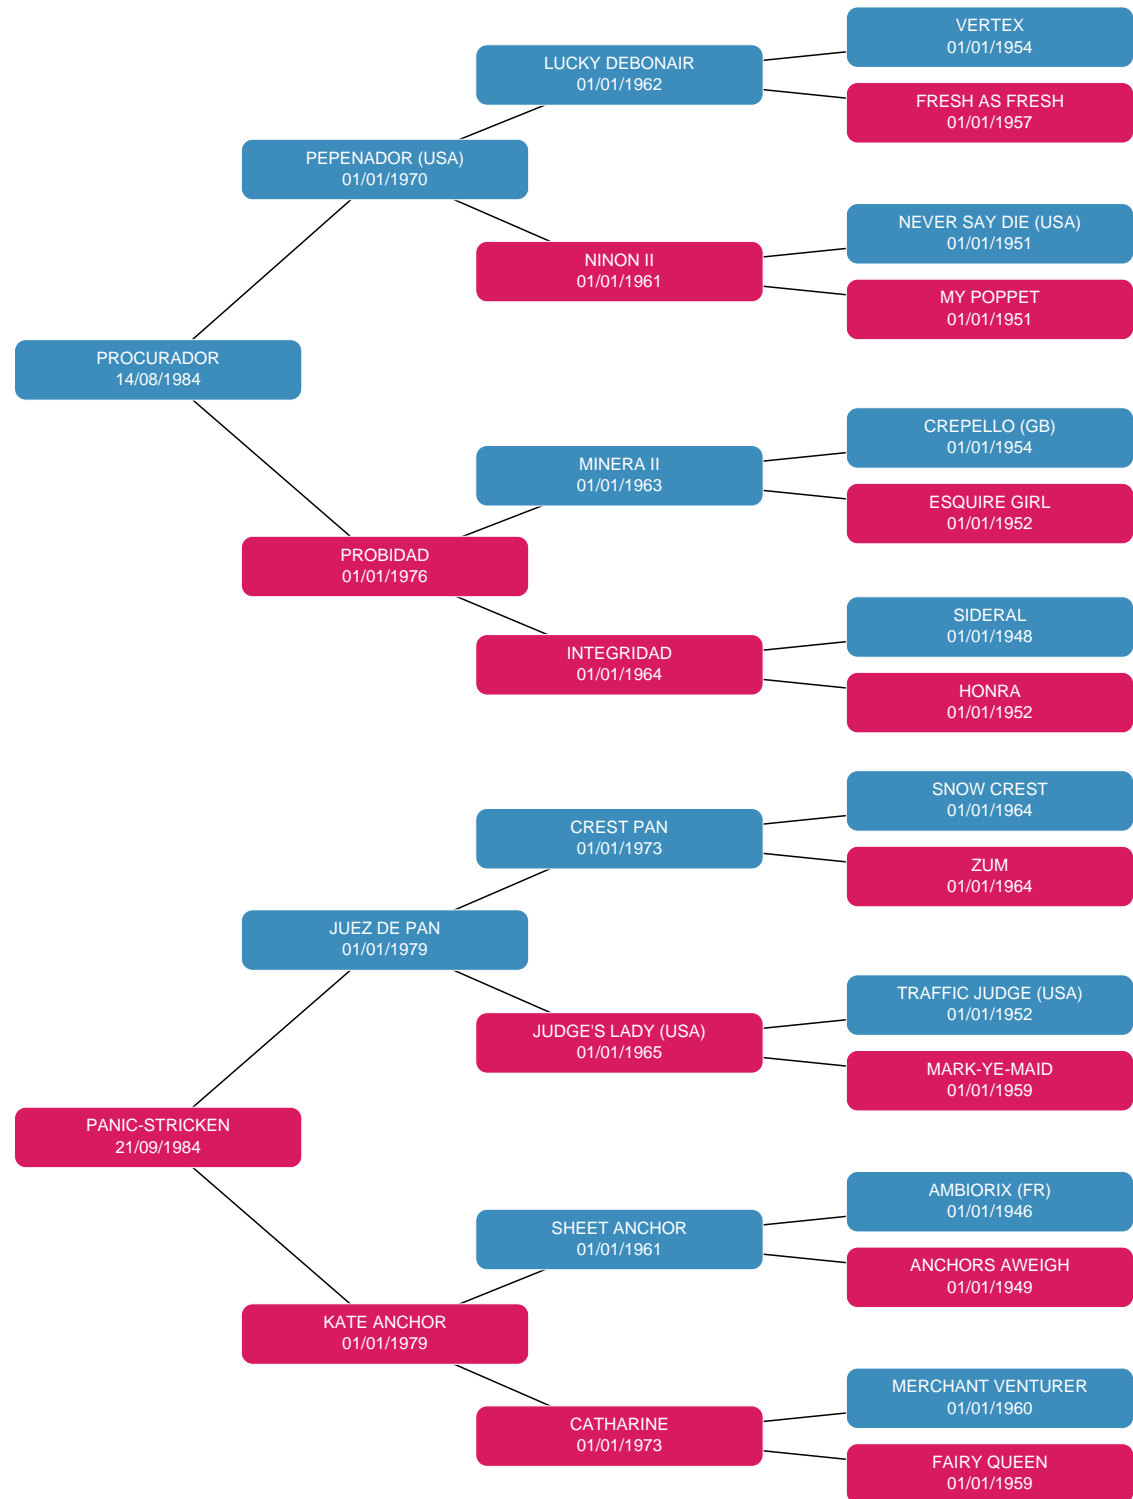 VERTEX
01/01/1954
LUCKY DEBONAIR
01/01/1962
FRESH AS FRESH
01/01/1957
PEPENADOR (USA)
01/01/1970
NEVER SAY DIE (USA)
01/01/1951
NINON II
01/01/1961
MY POPPET
01/01/1951
PROCURADOR
14/08/1984
CREPELLO (GB)
01/01/1954
MINERA II
01/01/1963
ESQUIRE GIRL
01/01/1952
PROBIDAD
01/01/1976
SIDERAL
01/01/1948
INTEGRIDAD
01/01/1964
HONRA
01/01/1952
SNOW CREST
01/01/1964
CREST PAN
01/01/1973
ZUM
01/01/1964
JUEZ DE PAN
01/01/1979
TRAFFIC JUDGE (USA)
01/01/1952
JUDGE'S LADY (USA)
01/01/1965
MARK-YE-MAID
01/01/1959
PANIC-STRICKEN
21/09/1984
AMBIORIX (FR)
01/01/1946
SHEET ANCHOR
01/01/1961
ANCHORS AWEIGH
01/01/1949
KATE ANCHOR
01/01/1979
MERCHANT VENTURER
01/01/1960
CATHARINE
01/01/1973
FAIRY QUEEN
01/01/1959